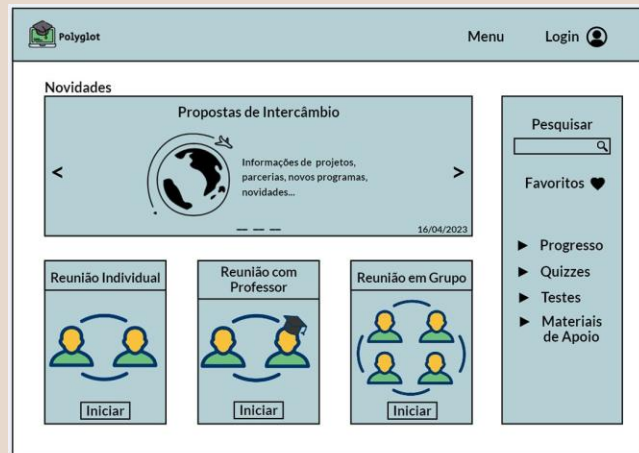 Polyglot
Menu
Login
Novidades
Propostas de Intercâmbio
Informações de projetos,
parcerias, novos programas,
novidades...
<
>
16/04/2023
Reunião Individual
Iniciar
Reunião com
Professor
Iniciar
Reunião em Grupo
Iniciar
Pesquisar
Favoritos
Progresso
Quizzes
Testes
Materiais
de Apoio